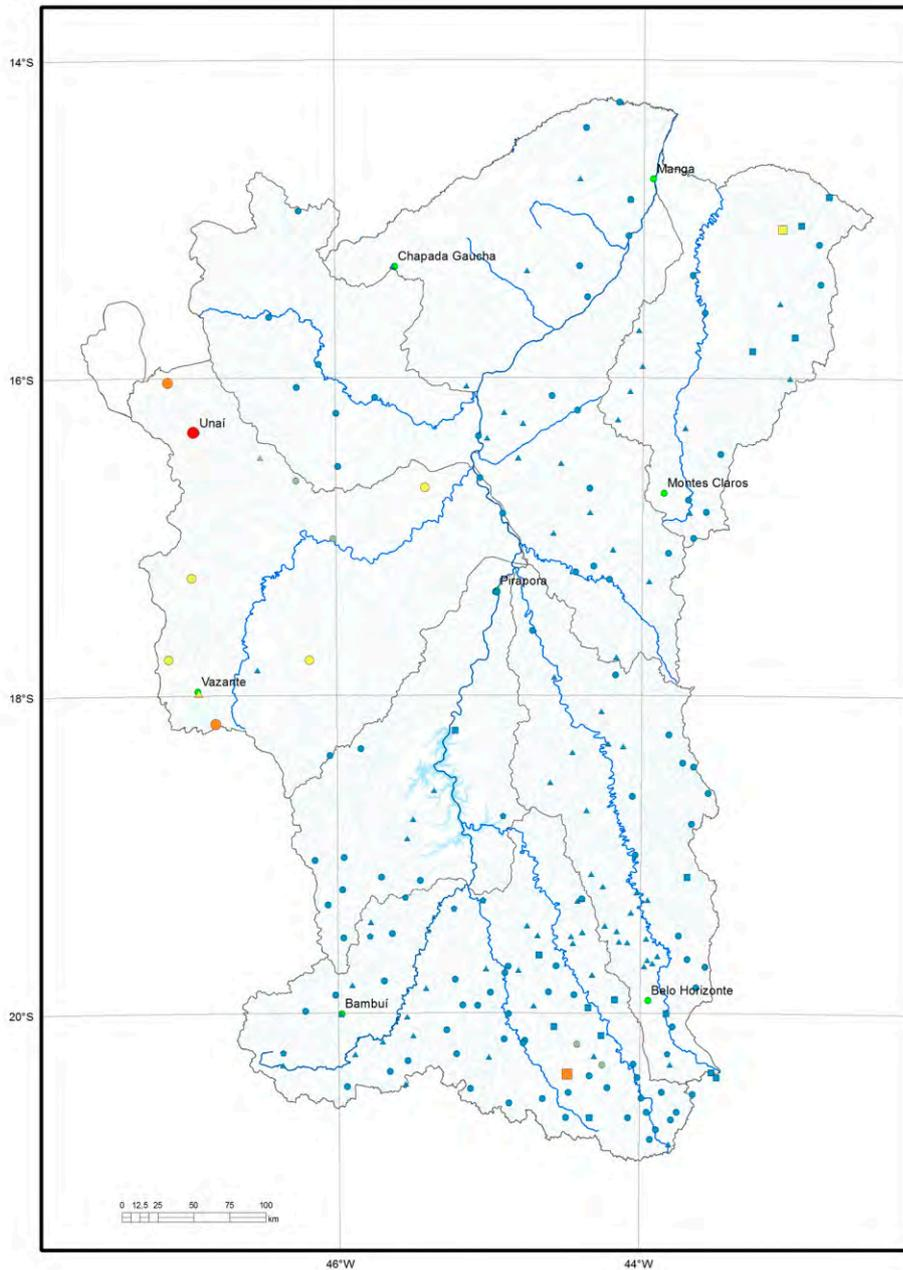 14°S
Manga
Chapada Gaucha
16°S
Unaí
Montes Claros
Pirapora
Vazante
18°S
Belo Horizonte
Bambuí
20°S
0 12,5 25 50 75 100
km
46°W 44°W